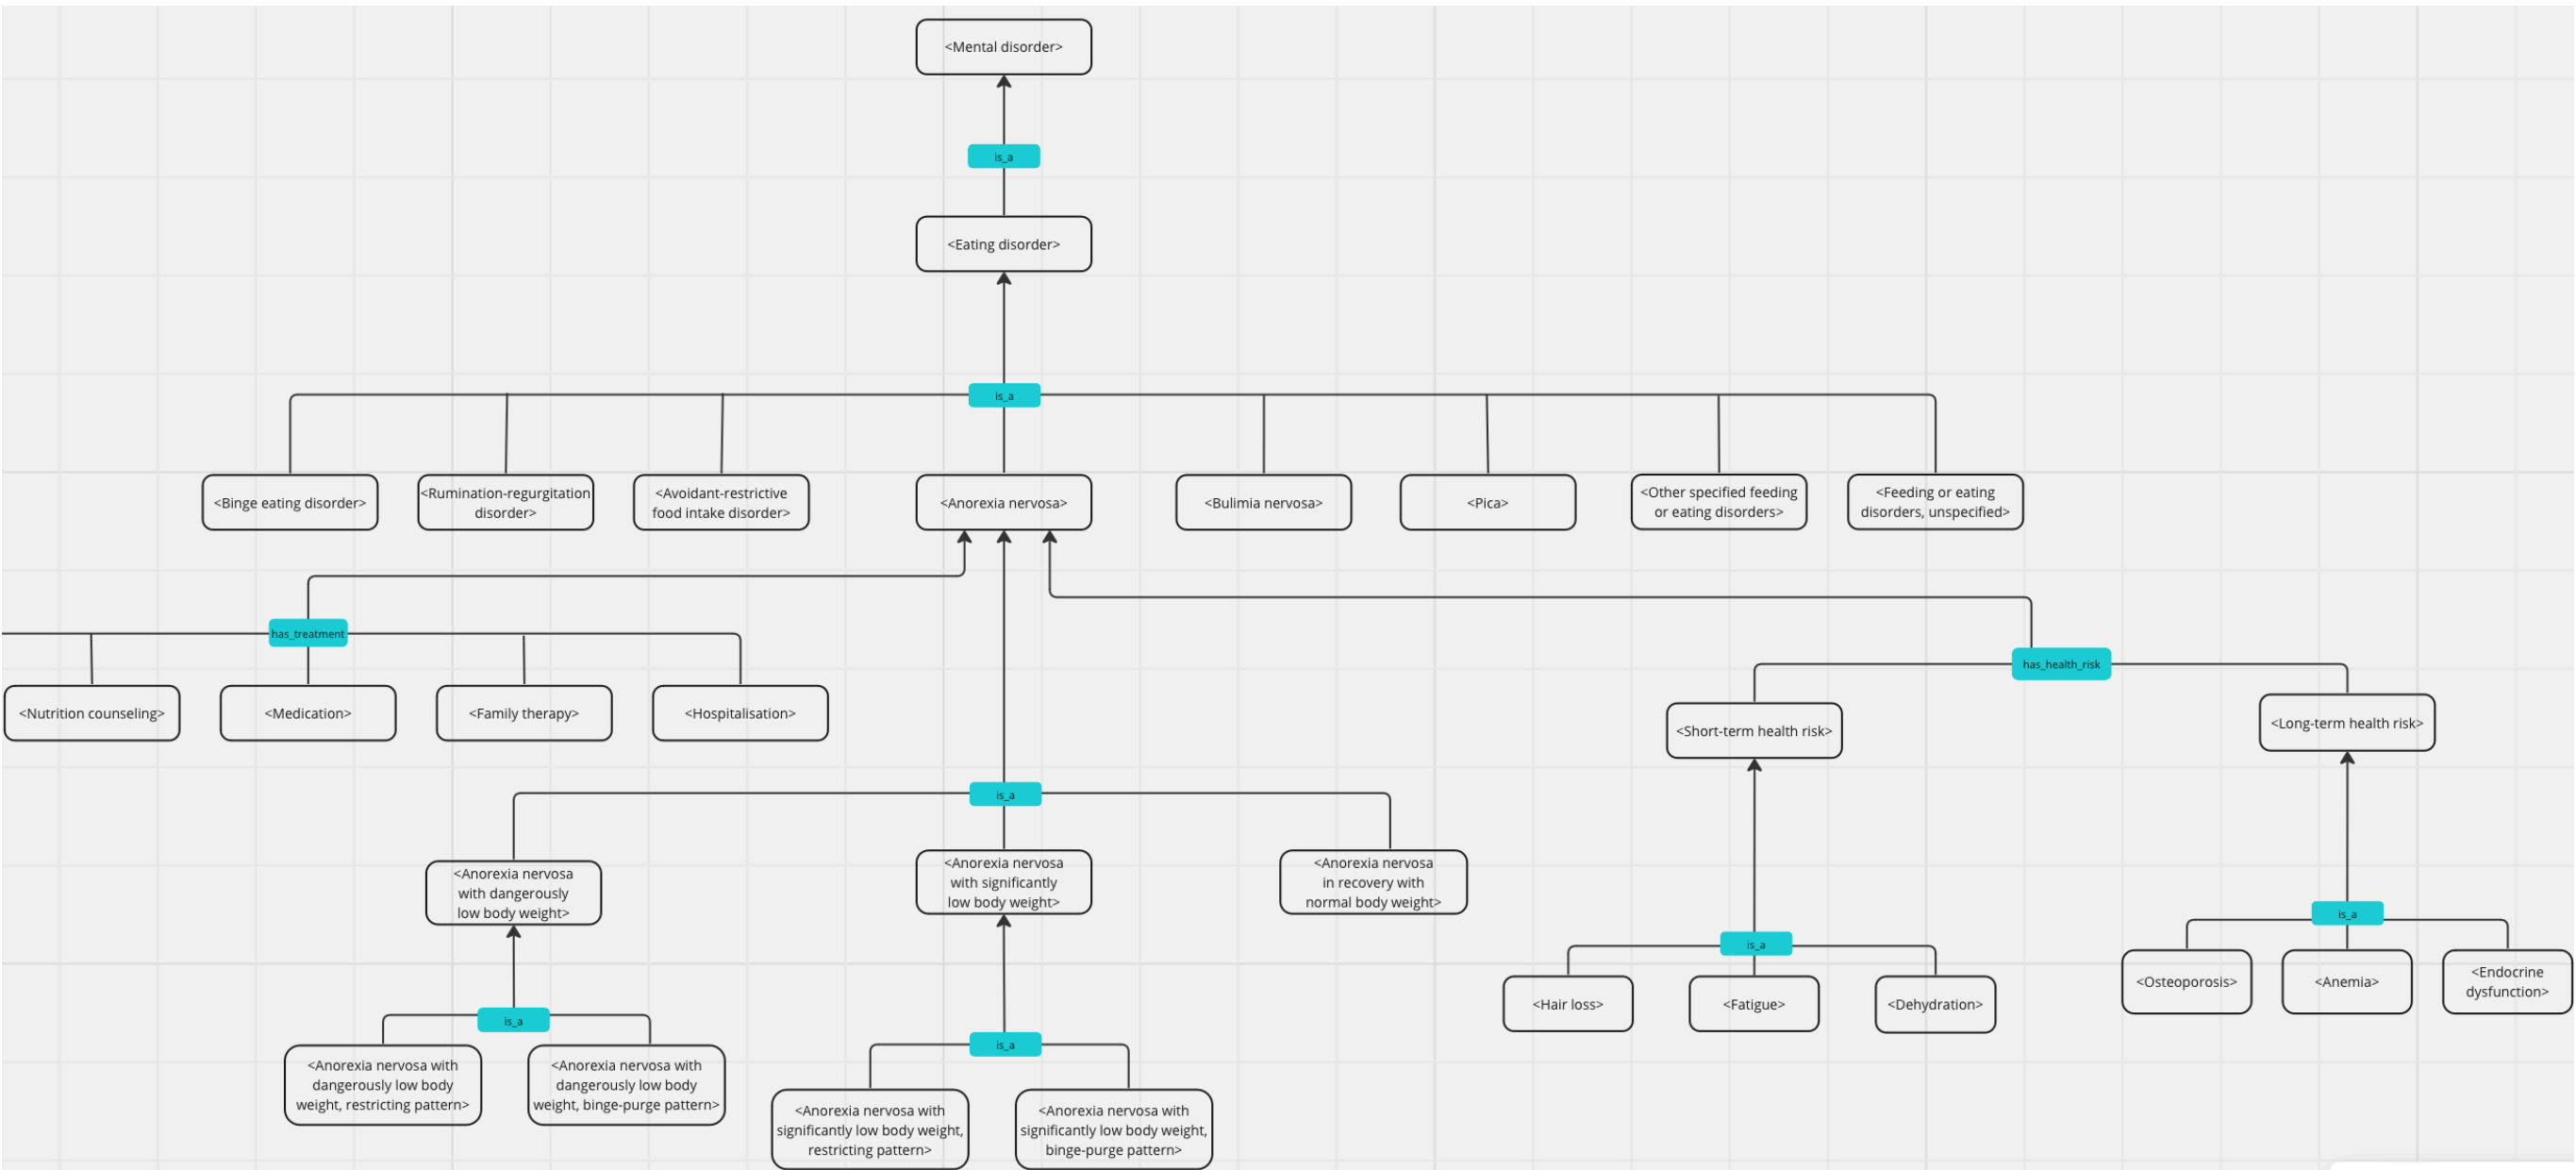 <Mental disorder>
is_a
<Eating disorder>
is_a
<Binge eating disorder>
<Rumination-regurgitation
disorder>
<Avoidant-restrictive
food intake disorder>
<Anorexia nervosa>
<Bulimia nervosa>
<Pica>
<Other specified feeding
or eating disorders>
<Feeding or eating
disorders, unspecified>
has_treatment
has_health_risk
<Nutrition counseling>
<Medication>
<Family therapy>
<Hospitalisation>
<Short-term health risk>
<Long-term health risk>
is_a
<Anorexia nervosa
with dangerously
low body weight>
<Anorexia nervosa
with significantly
low body weight>
<Anorexia nervosa
in recovery with
normal body weight>
is_a
is_a
<Hair loss>
<Fatigue>
<Dehydration>
<Osteoporosis>
<Anemia>
<Endocrine
dysfunction>
is_a
is_a
<Anorexia nervosa with
dangerously low body
weight, restricting pattern>
<Anorexia nervosa with
dangerously low body
weight, binge-purge pattern>
<Anorexia nervosa with
significantly low body weight,
restricting pattern>
<Anorexia nervosa with
significantly low body weight,
binge-purge pattern>